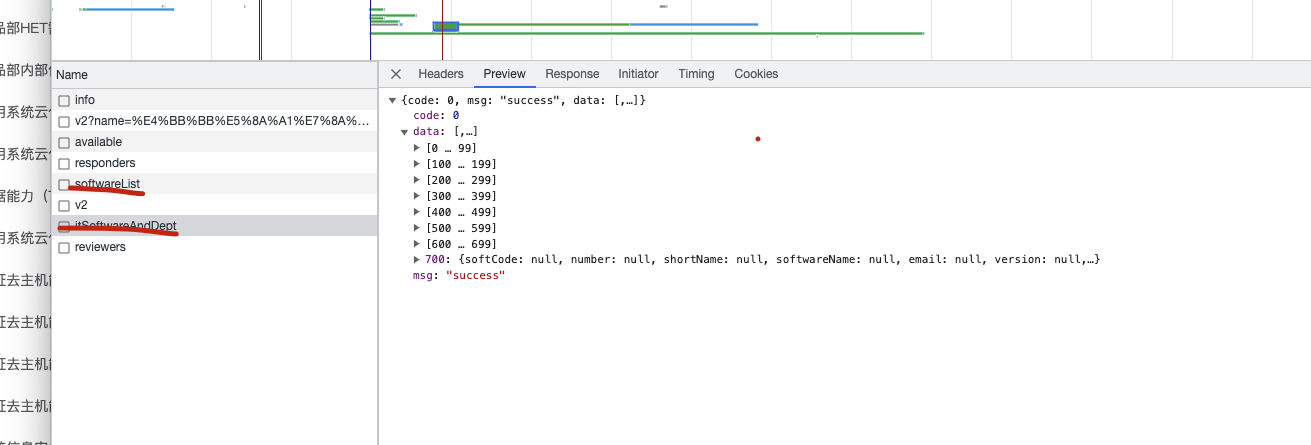 品部HET
品部内部
用系统云
用系统云
据能力（
用系统云
证去主机
证去主机
证去主机
证去主机
Name
info
v2?name=%E4%BB%BB%E5%8A%A1%E7%8A%…
available
responders
softwareList
v2
itSoftwareAndDept
reviewers
Headers Preview Response Initiator Timing Cookies
{code: 0, msg: "success", data: [,…]}
code: 0
data: [,…]
[0 … 99]
[100 … 199]
[200 … 299]
[300 … 399]
[400 … 499]
[500 … 599]
[600 … 699]
700: {softCode: null, number: null, shortName: null, softwareName: null, email: null, version: null,…}
msg: "success"